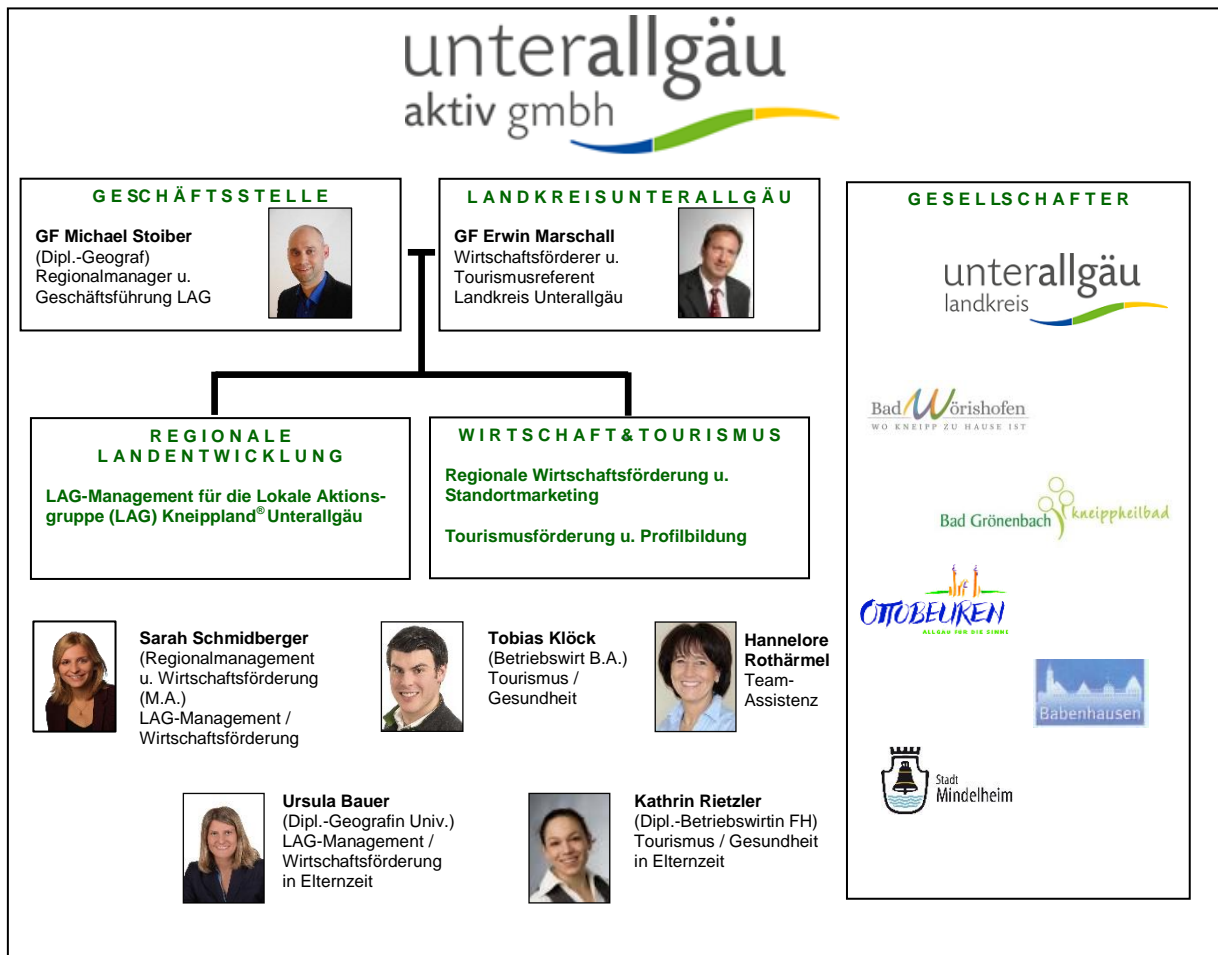 unterallgäu
aktiv gmbh
GESCHÄFTSSTELLE
GF Michael Stoiber
(Dipl.-Geograf)
Regionalmanager u.
Geschäftsführung LAG
LANDKREISUNTERALLGÄU
GF Erwin Marschall
Wirtschaftsförderer u.
Tourismusreferent
Landkreis Unterallgäu
REGIONALE
LANDENTWICKLUNG
LAG-Management für die Lokale Aktions-
gruppe (LAG) Kneippland® Unterallgäu
WIRTSCHAFT&TOURISMUS
Regionale Wirtschaftsförderung u.
Standortmarketing
Tourismusförderung u. Profilbildung
Sarah Schmidberger
(Regionalmanagement
u. Wirtschaftsförderung
(M.A.)
LAG-Management /
Wirtschaftsförderung
Tobias Klöck
(Betriebswirt B.A.)
Tourismus /
Gesundheit
Hannelore
Rothärmel
Team-
Assistenz
Ursula Bauer
(Dipl.-Geografin Univ.)
LAG-Management /
Wirtschaftsförderung
in Elternzeit
Kathrin Rietzler
(Dipl.-Betriebswirtin FH)
Tourismus / Gesundheit
in Elternzeit
GESELLSCHAFTER
unterallgäu
landkreis
Bad Wörishofen
WO KNEIPP ZU HAUSE IST
Bad Grönenbach kneippheilbad
OTTOBEUREN
ALLGÄU FÜR DIE SINNE
Babenhausen
Stadt
Mindelheim